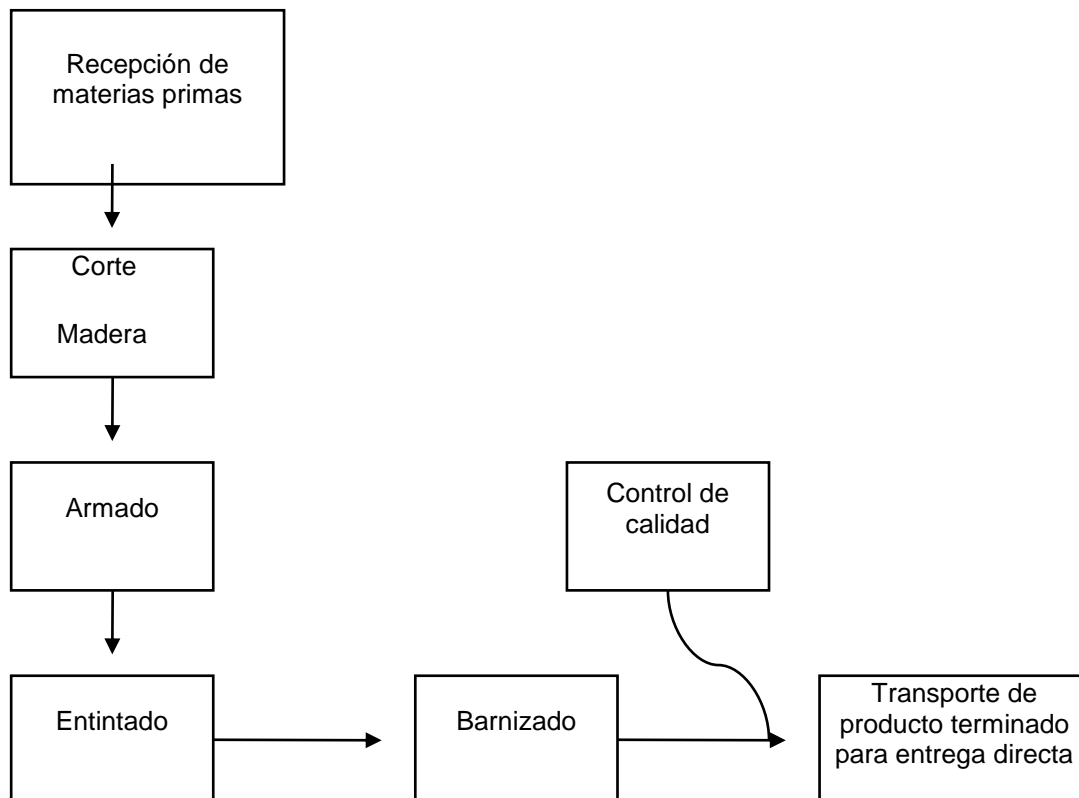 Recepción de
materias primas
Corte
Madera
Armado
Control de
calidad
Entintado
Barnizado
Transporte de
producto terminado
para entrega directa